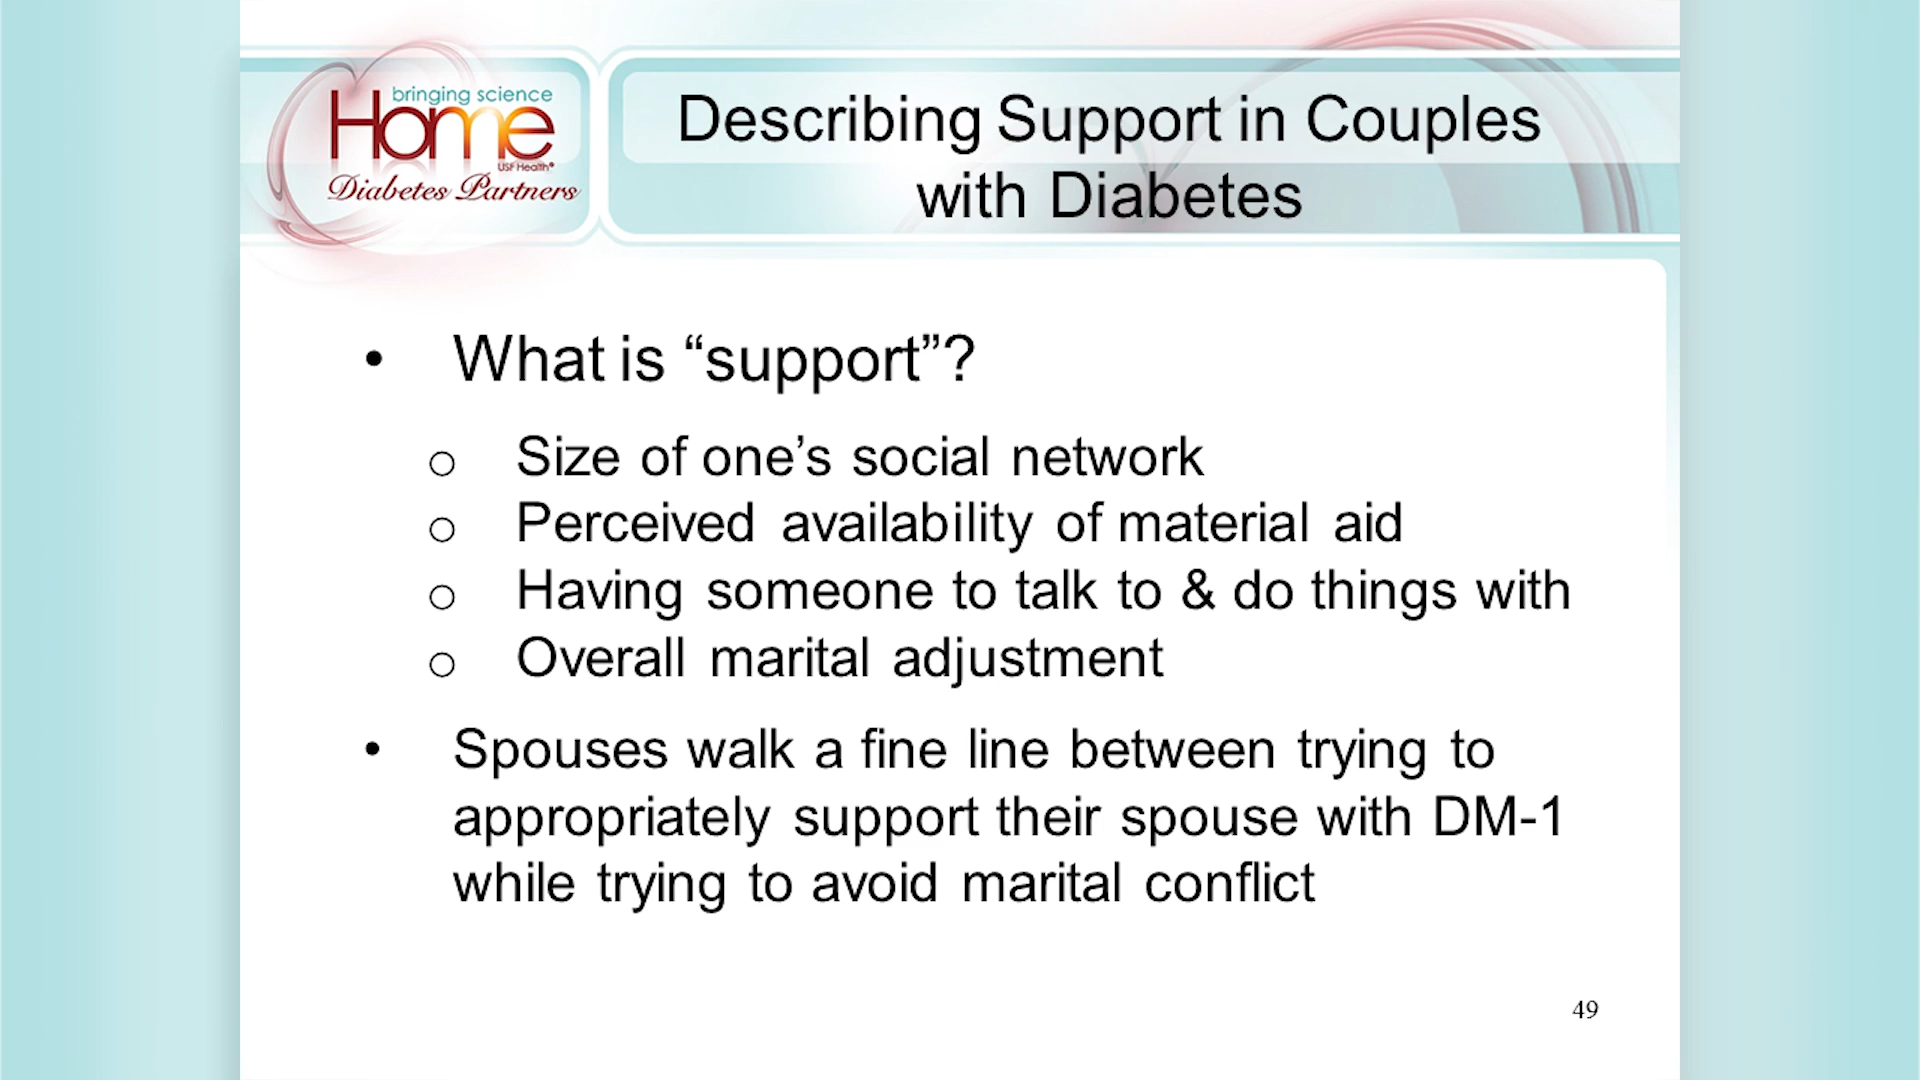 bringing science
Home
USF Health®
Diabetes Partners
Describing Support in Couples
with Diabetes
• What is “support”?
o Size of one’s social network
o Perceived availability of material aid
o Having someone to talk to & do things with
o Overall marital adjustment
• Spouses walk a fine line between trying to
appropriately support their spouse with DM-1
while trying to avoid marital conflict
49